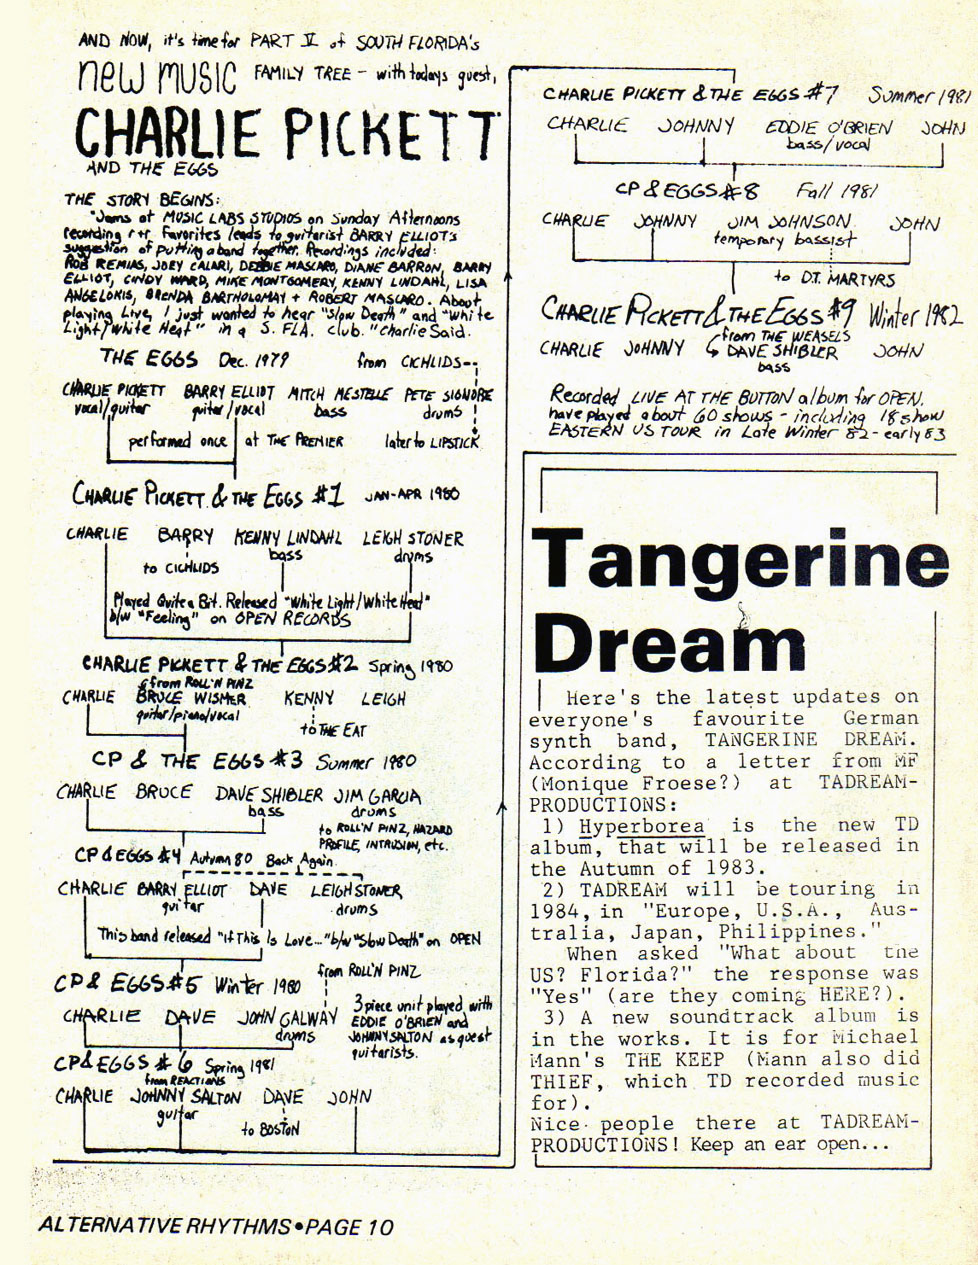 AND NOW, it's time for PART II of SOUTH FLORIDA'S
NEW MUSIC FAMILY TREE - with todays guest,
CHARLIE PICKETT
AND THE EGGS
THE STORY BEGINS:
"Jams at MUSIC LABS STUDIOS on Sunday Afternoons
recording r+r favorites leads to guitarist BARRY ELLIOT's
suggestion of putting a band together. Recordings included:
ROB REMIAS, JOEY CALARI, DEBBIE MASCARO, DIANE BARRON, BARRY
ELLIOT, CINDY WARD, MIKE MONTGOMERY, KENNY LINDAHL, LISA
ANGELOKIS, BRENDA BARTHOLOMAY + ROBERT MASCARO. About
playing Live, I just wanted to hear "Slow Death" and "White
Light/White Heat" in a S. FLA. club." Charlie Said.
THE EGGS Dec. 1979 from CICHLIDS--
CHARLIE PICKETT BARRY ELLIOT MITCH MESTELLE PETE SIGNORE
vocal/guitar guitar/vocal bass drums
performed once at THE PREMIER later to LIPSTICK
CHARLIE PICKETT & THE EGGS #1 JAN-APR 1980
CHARLIE BARRY KENNY LINDAHL LEIGH STONER
to CICHLIDS bass drums
Played Quite a Bit. Released "White Light/White Heat"
b/w "Feeling" on OPEN RECORDS
CHARLIE PICKETT & THE EGGS #2 Spring 1980
from ROLL'N PINZ
CHARLIE BRUCE WISMER KENNY LEIGH
guitar/piano/vocal to THE EAT
CP & THE EGGS #3 Summer 1980
CHARLIE BRUCE DAVE SHIBLER JIM GARCIA
bass drums
to ROLL'N PINZ, HAZARD
PROFILE, INTRUSION, etc.
CP & EGGS #4 Autumn 80 Back Again
CHARLIE BARRY ELLIOT DAVE LEIGH STONER
guitar drums
This band released "If This Is Love..." b/w "Slow Death" on OPEN
CP & EGGS #5 Winter 1980 from ROLL'N PINZ
CHARLIE DAVE JOHN GALWAY
drums
3 piece unit played with
EDDIE O'BRIEN and
JOHNNY SALTON as guest
guitarists.
CP & EGGS #6 Spring 1981
from REACTIONS
CHARLIE JOHNNY SALTON DAVE JOHN
guitar to BOSTON
CHARLIE PICKETT & THE EGGS #7 Summer 1981
CHARLIE JOHNNY EDDIE O'BRIEN JOHN
bass/vocal
CP & EGGS #8 Fall 1981
CHARLIE JOHNNY JIM JOHNSON JOHN
temporary bassist
to D.T. MARTYRS
CHARLIE PICKETT & THE EGGS #9 Winter 1982
from THE WEASELS
CHARLIE JOHNNY DAVE SHIBLER JOHN
bass
Recorded LIVE AT THE BUTTON album for OPEN.
have played about 60 shows - including 18 show
EASTERN US TOUR in Late Winter 82 - early 83
Tangerine
Dream
Here's the latest updates on
everyone's favourite German
synth band, TANGERINE DREAM.
According to a letter from MF
(Monique Froese?) at TADREAM-
PRODUCTIONS:
1) Hyperborea is the new TD
album, that will be released in
the Autumn of 1983.
2) TADREAM will be touring in
1984, in "Europe, U.S.A., Aus-
tralia, Japan, Philippines."
When asked "What about the
US? Florida?" the response was
"Yes" (are they coming HERE?).
3) A new soundtrack album is
in the works. It is for Michael
Mann's THE KEEP (Mann also did
THIEF, which TD recorded music
for).
Nice people there at TADREAM-
PRODUCTIONS! Keep an ear open...
ALTERNATIVE RHYTHMS•PAGE 10